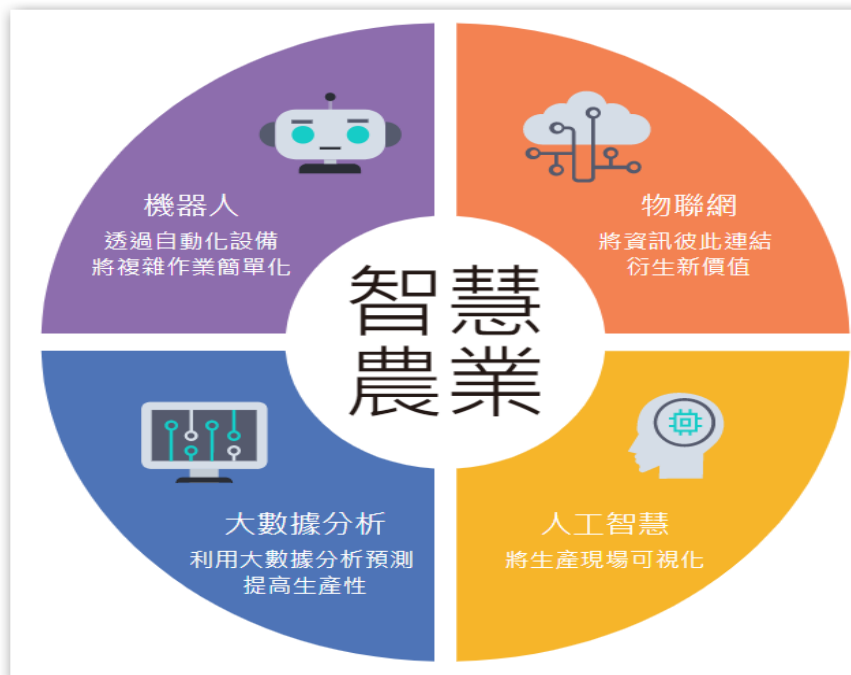 機器人
透過自動化設備
將複雜作業簡單化
物聯網
將資訊彼此連結
衍生新價值
智慧
農業
大數據分析
利用大數據分析預測
提高生產性
人工智慧
將生產現場可視化